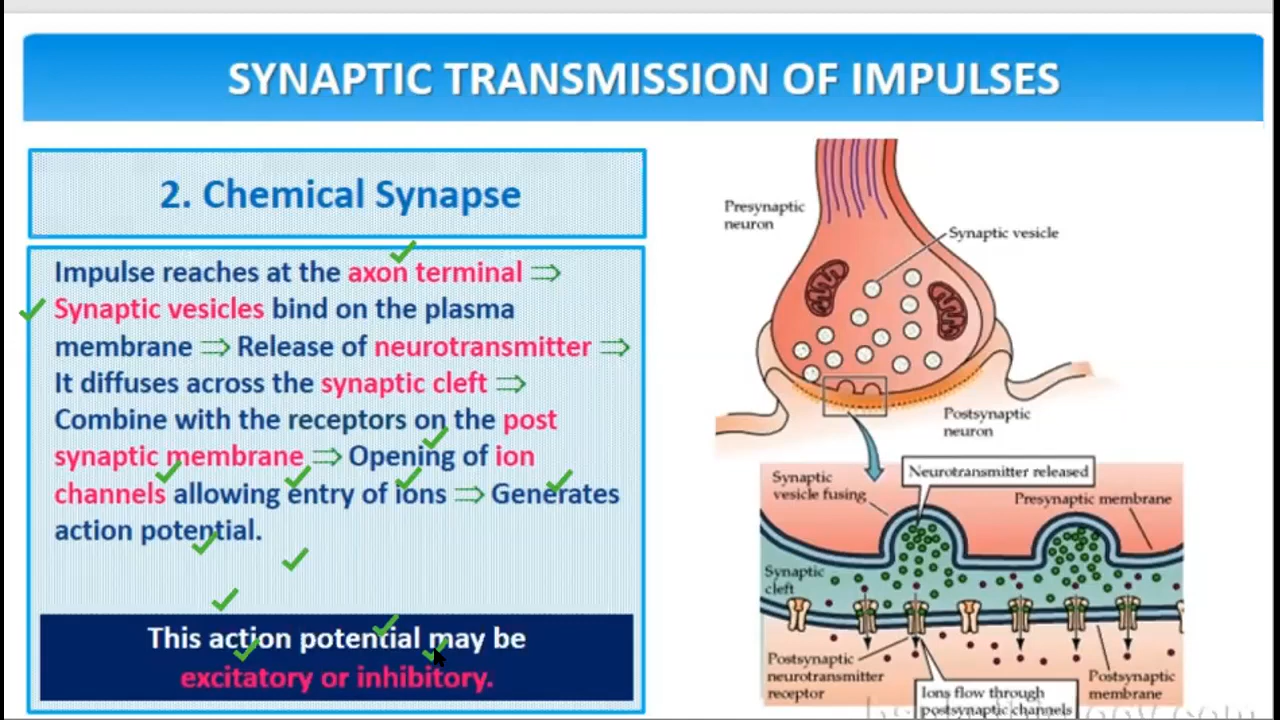 SYNAPTIC TRANSMISSION OF IMPULSES
2. Chemical Synapse
Impulse reaches at the axon terminal ⇒
Synaptic vesicles bind on the plasma
membrane ⇒ Release of neurotransmitter ⇒
It diffuses across the synaptic cleft ⇒
Combine with the receptors on the post
synaptic membrane ⇒ Opening of ion
channels allowing entry of ions ⇒ Generates
action potential.
This action potential may be
excitatory or inhibitory.
Presynaptic
neuron
Synaptic vesicle
Postsynaptic
neuron
Neurotransmitter released
Synaptic
vesicle fusing
Presynaptic membrane
Synaptic
cleft
Postsynaptic
neurotransmitter
receptor
Ions flow through
postsynaptic channels
Postsynaptic
membrane